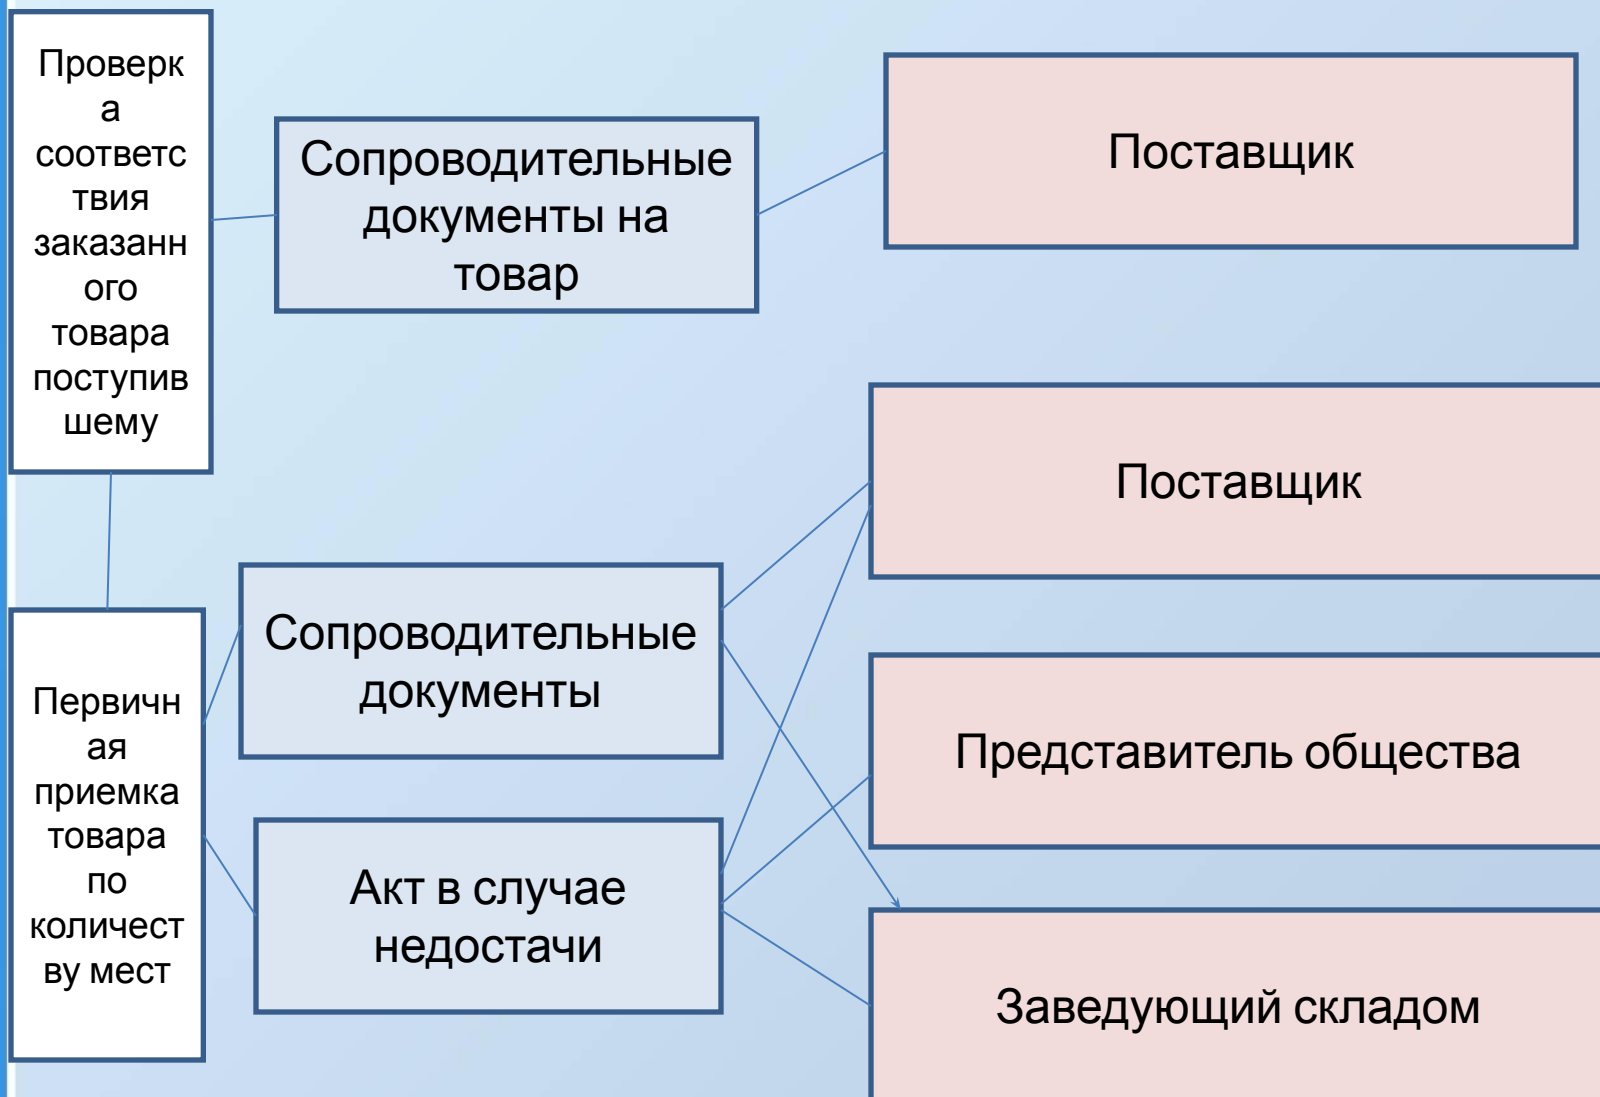 Проверк
а
соответс
твия
заказанн
ого
товара
поступив
шему
Сопроводительные
документы на
товар
Поставщик
Поставщик
Первичн
ая
приемка
товара
по
количест
ву мест
Сопроводительные
документы
Акт в случае
недостачи
Представитель общества
Заведующий складом